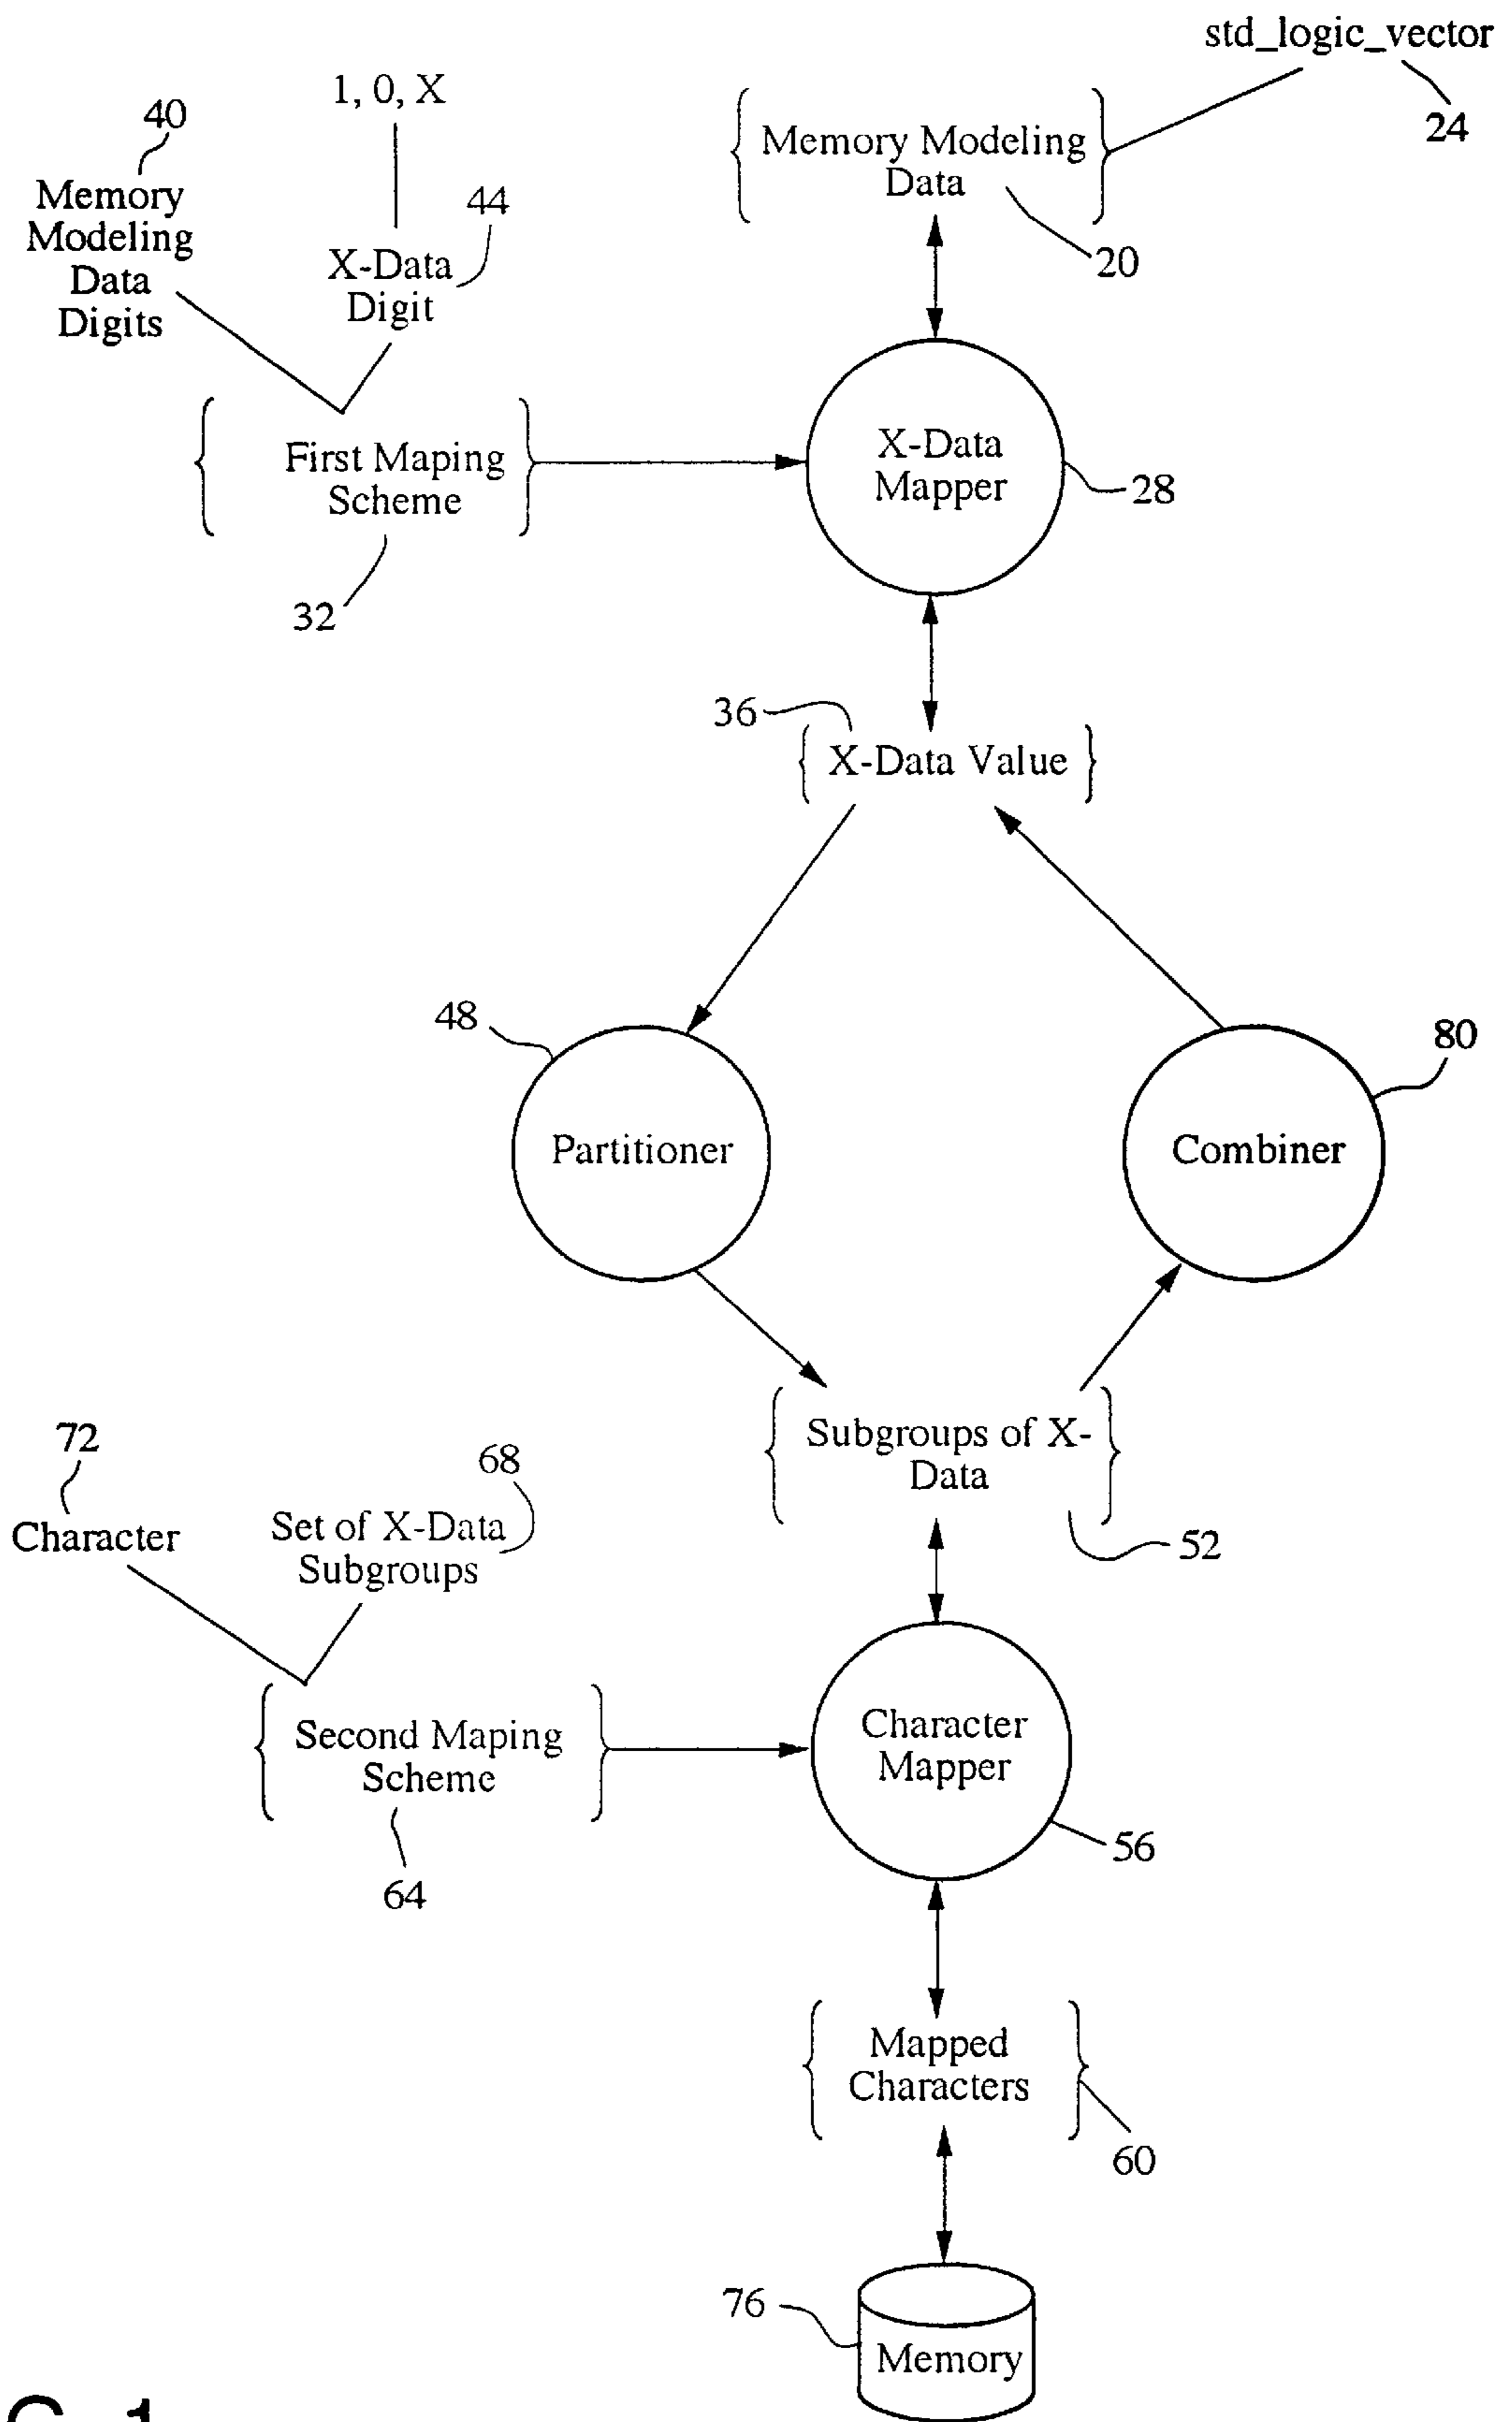 std_logic_vector
24
1, 0, X
40
Memory Modeling
Data
20
Memory
Modeling
Data
Digits
44
X-Data
Digit
First Maping
Scheme
32
X-Data
Mapper
28
36
X-Data Value
48
Partitioner
80
Combiner
Subgroups of X-
Data
52
72
Character
68
Set of X-Data
Subgroups
Second Maping
Scheme
64
Character
Mapper
56
Mapped
Characters
60
76
Memory